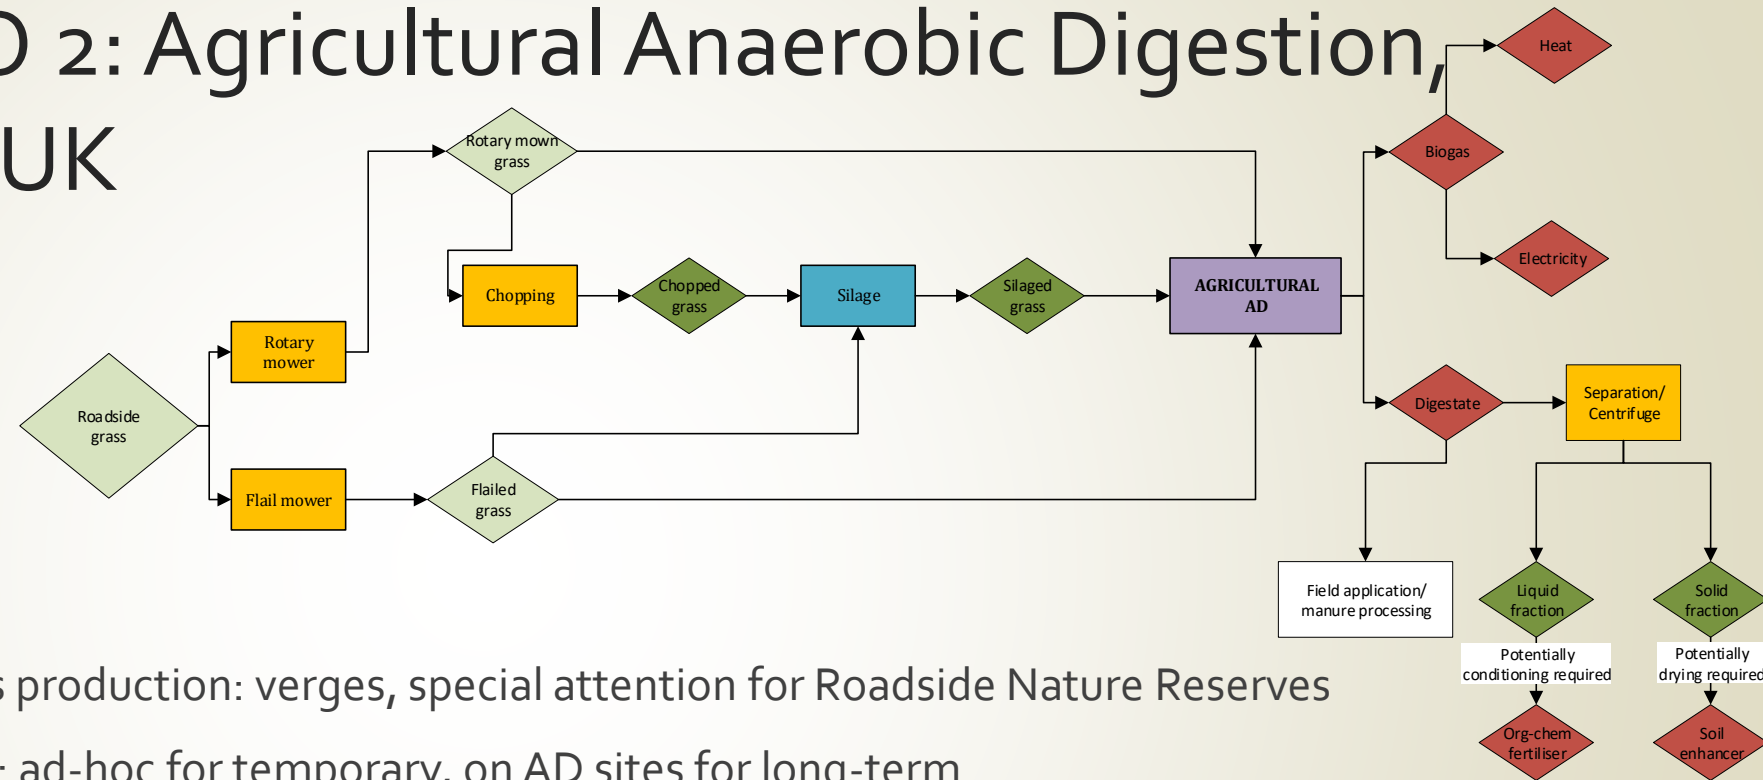 2: Agricultural Anaerobic Digestion,
UK
Heat
Rotary mown
grass
Biogas
Electricity
Chopping
Chopped
grass
Silage
Silaged
grass
AGRICULTURAL
AD
Rotary
mower
Roadside
grass
Flail mower
Flailed
grass
Digestate
Separation/
Centrifuge
Field application/
manure processing
Liquid
fraction
Solid
fraction
Potentially
conditioning required
Potentially
drying required
Org-chem
fertiliser
Soil
enhancer
production: verges, special attention for Roadside Nature Reserves
: ad-hoc for temporary, on AD sites for long-term